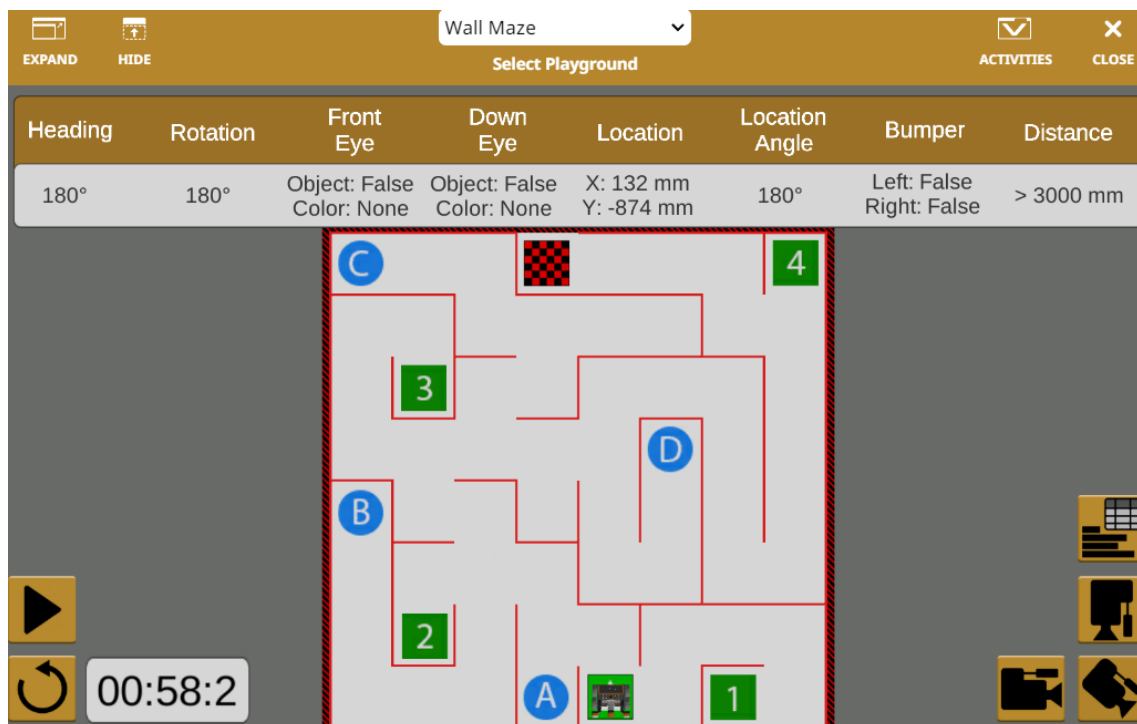 Wall Maze
EXPAND HIDE Select Playground ACTIVITIES CLOSE
Heading Rotation Front Eye Down Eye Location Location Angle Bumper Distance
180° 180° Object: False Object: False X: 132 mm 180° Left: False > 3000 mm
Color: None Color: None Y: -874 mm Right: False
C 4
3
D
B
2
00:58:2 A 1